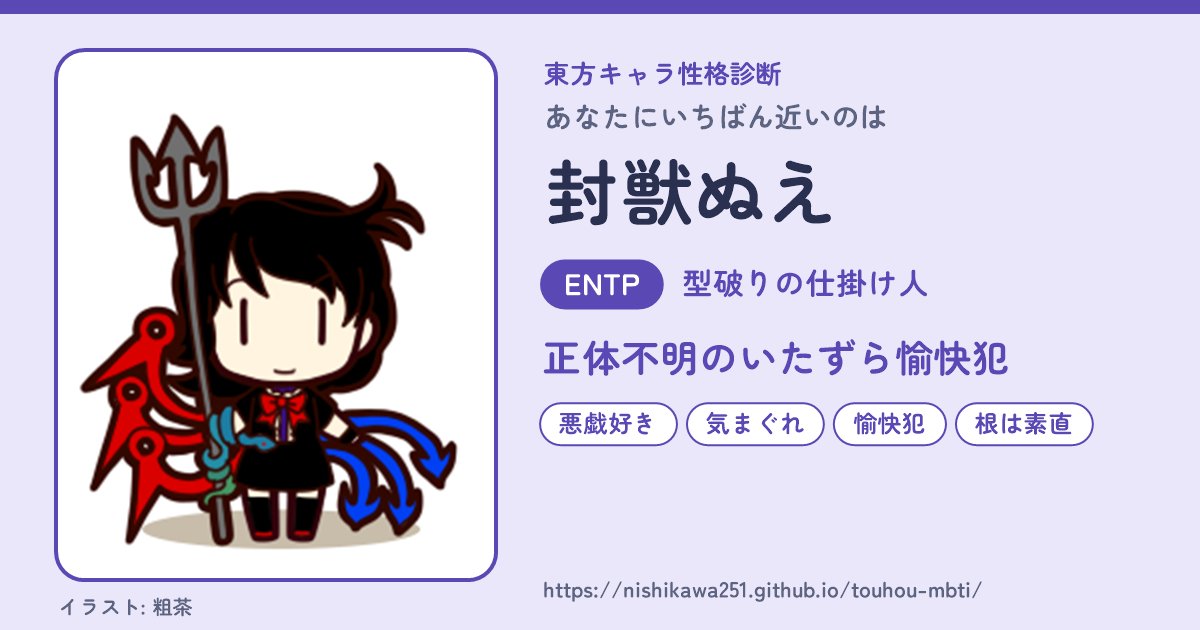 東方キャラ性格診断
あなたにいちばん近いのは
封獣ぬえ
ENTP 型破りの仕掛け人
正体不明のいたずら愉快犯
悪戯好き 気まぐれ 愉快犯 根は素直
https://nishikawa251.github.io/touhou-mbti/
イラスト: 粗茶